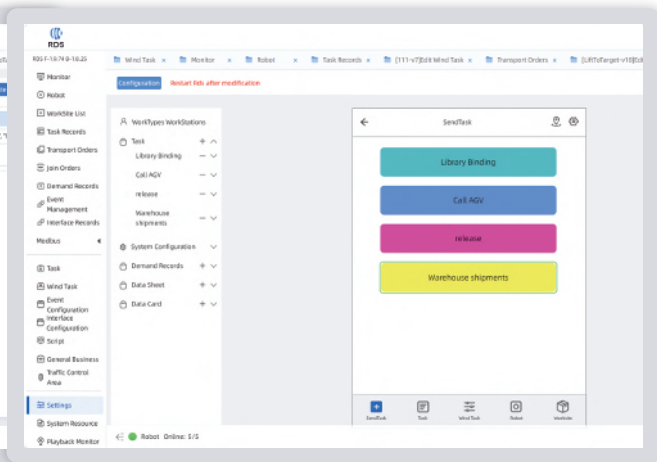 RDS
RDS F-1.9.74 B-1.6.25
Monitor
Robot
WorkSite List
Task Records
Transport Orders
Join Orders
Demand Records
Event
Management
Interface Records
Modbus
Task
Wind Task
Event
Configuration
Interface
Configuration
Script
General Business
Traffic Control
Area
Settings
System Resource
Playback Monitor
Wind Task x
Monitor x
Robot x
Task Records x
[111-v7]Edit Wind Task x
Transport Orders x
Configuration
Restart Rds after modification
WorkTypes WorkStations
Task
Library Binding
Call AGV
release
Warehouse
shipments
System Configuration
Demand Records
Data Sheet
Data Card
SendTask
Library Binding
Call AGV
release
Warehouse shipments
SendTask
Task
Wind Task
Robot
Worksite
Robot Online: 5/5